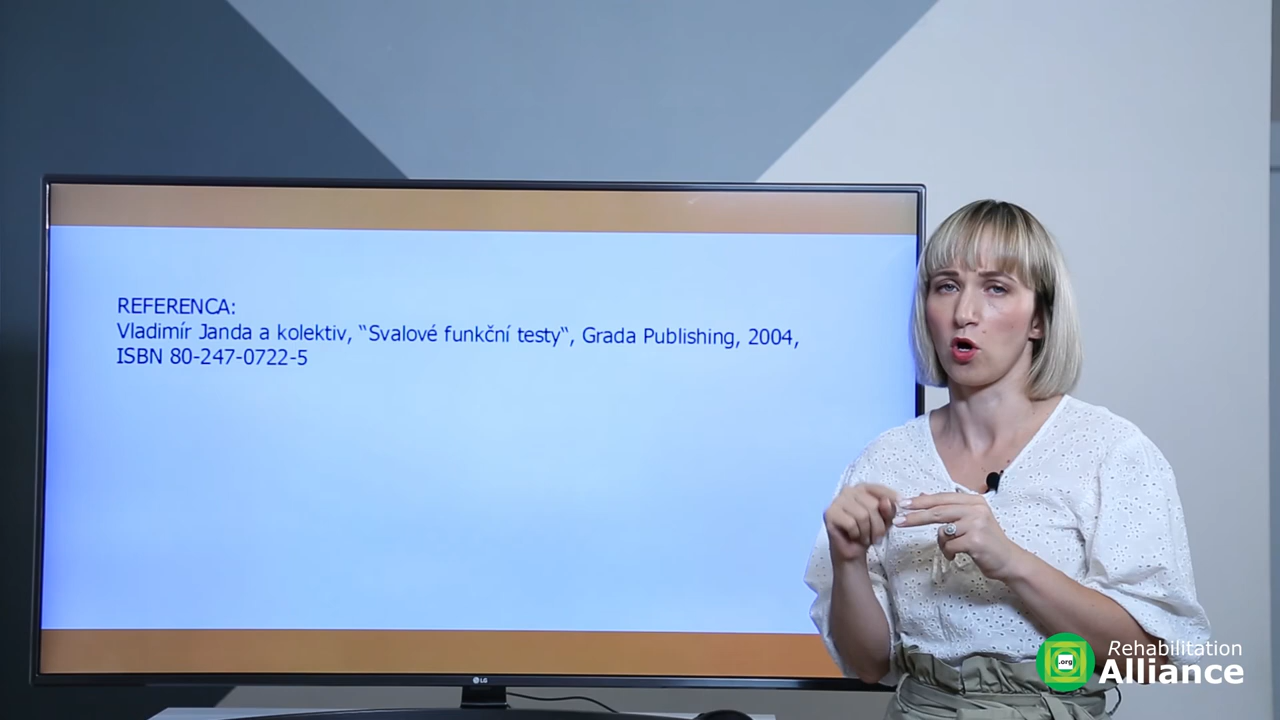 REFERENCA:
Vladimír Janda a kolektiv, “Svalové funkční testy“, Grada Publishing, 2004,
ISBN 80-247-0722-5
LG
.org
Rehabilitation
Alliance